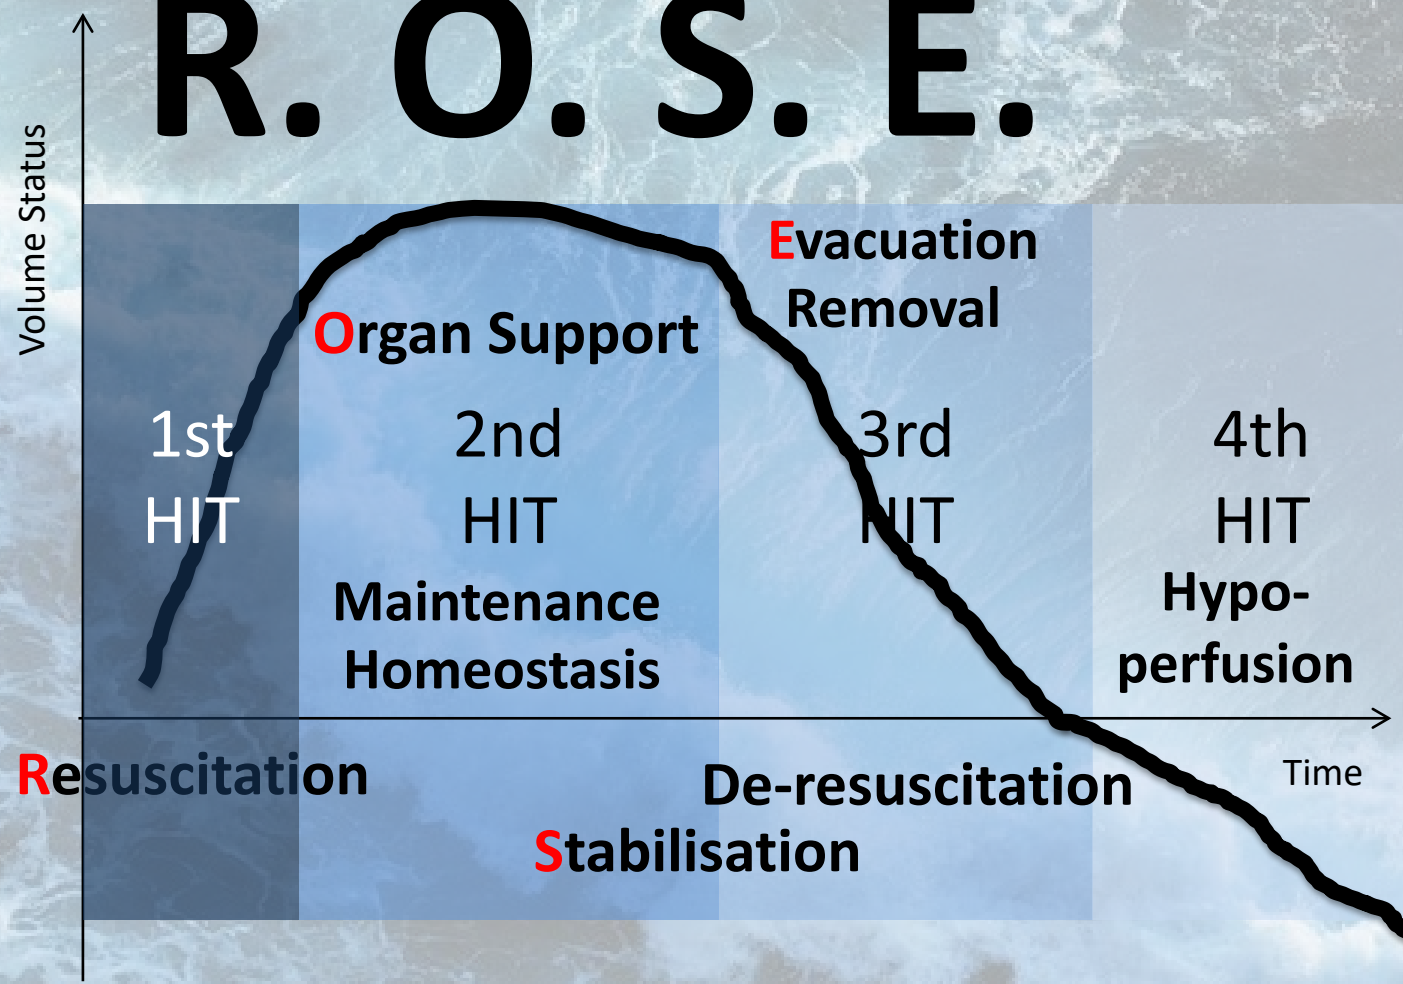 R. O. S. E.
Volume Status
Evacuation
Removal
Organ Support
1st
HIT
2nd
HIT
3rd
HIT
4th
HIT
Maintenance
Homeostasis
Hypo-
perfusion
Resuscitation
De-resuscitation
Time
Stabilisation